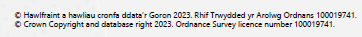 © Hawlfraint a hawliau cronfa ddata'r Goron 2023. Rhif Trwydded yr Arolwg Ordnans 100019741.
© Crown Copyright and database right 2023. Ordnance Survey licence number 100019741.